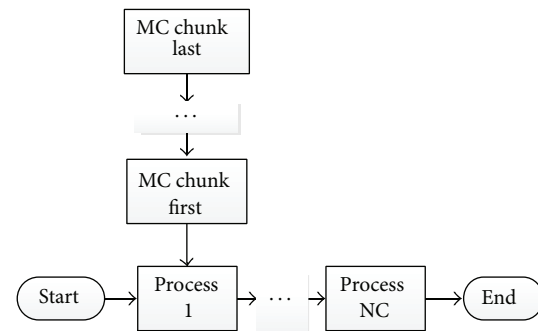 MC chunk
last
...
MC chunk
first
Start
Process
1
...
Process
NC
End